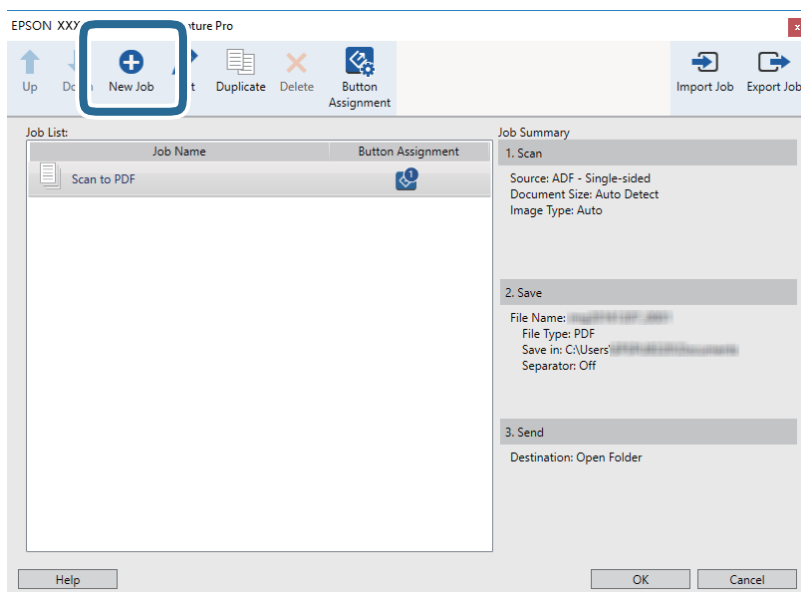 EPSON XXX ture Pro
x
Up
New Job
Duplicate
Delete
Button
Assignment
Import Job
Export Job
Job List:
Job Name
Button Assignment
Scan to PDF
1
Job Summary
1. Scan
Source: ADF - Single-sided
Document Size: Auto Detect
Image Type: Auto
2. Save
File Name:
File Type: PDF
Save in: C:\Users\
Separator: Off
3. Send
Destination: Open Folder
Help
OK
Cancel